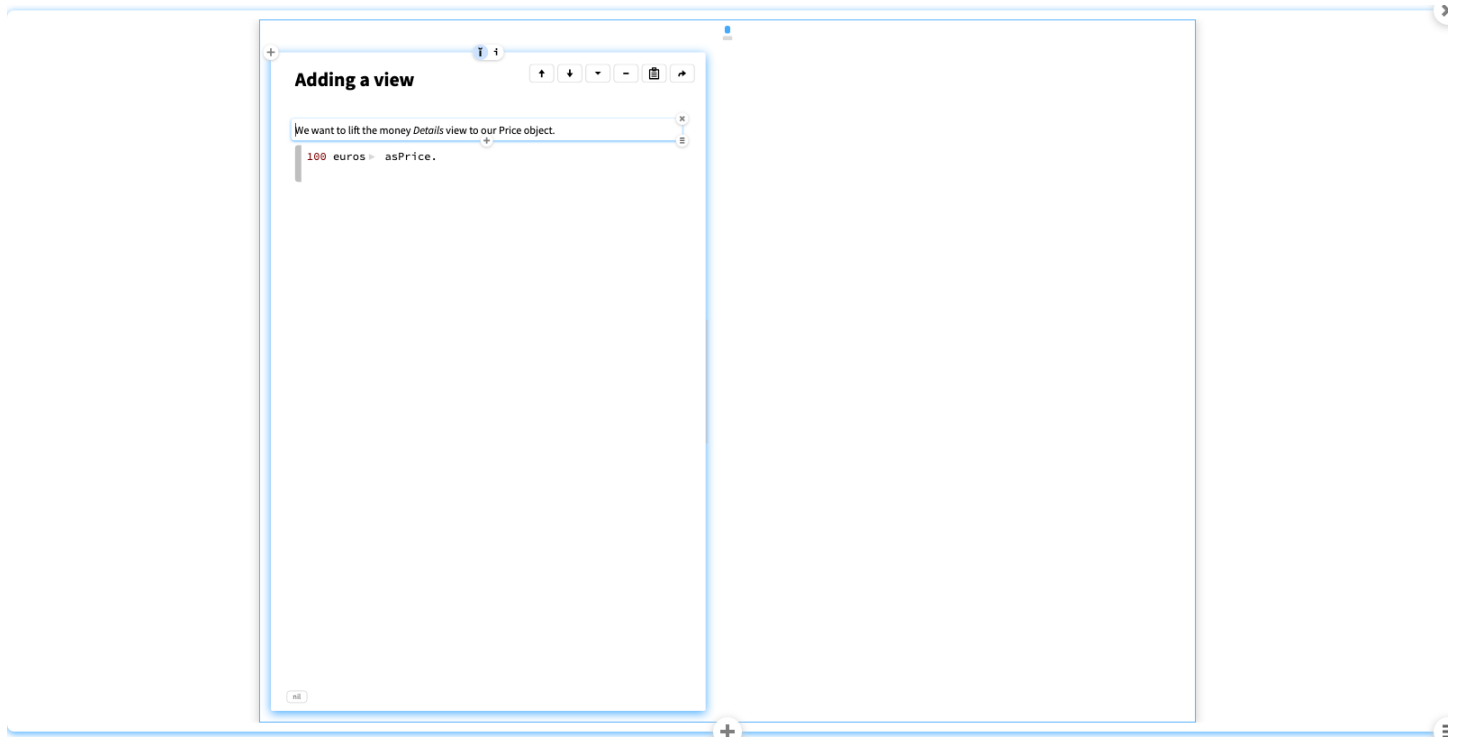 Adding a view
We want to lift the money Details view to our Price object.
100 euros ▸ asPrice.
nil